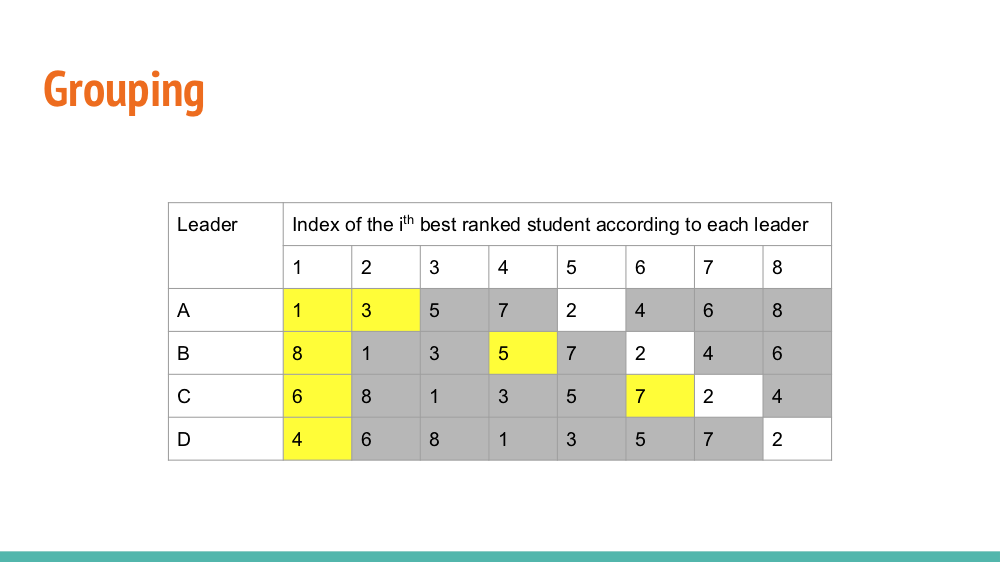 Grouping
Leader Index of the iᵗʰ best ranked student according to each leader
1 2 3 4 5 6 7 8
A 1 3 5 7 2 4 6 8
B 8 1 3 5 7 2 4 6
C 6 8 1 3 5 7 2 4
D 4 6 8 1 3 5 7 2